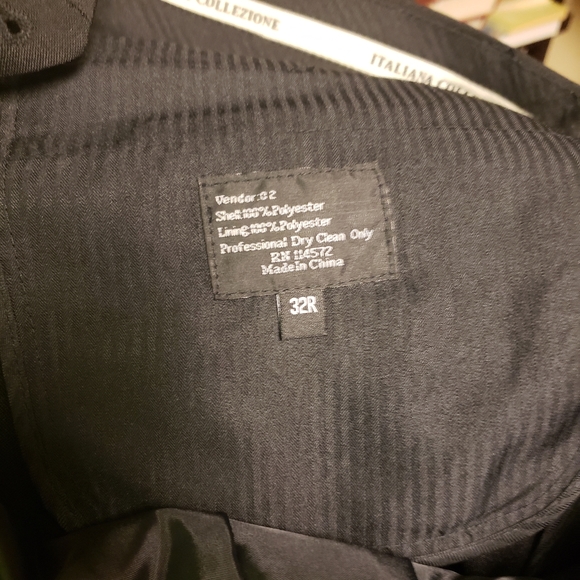 COLLEZIONE
ITALIANA
Vendor:C2
Shell:100%Polyester
Lining:100%Polyester
Professional Dry Clean Only
RN 114572
Made In China
32R